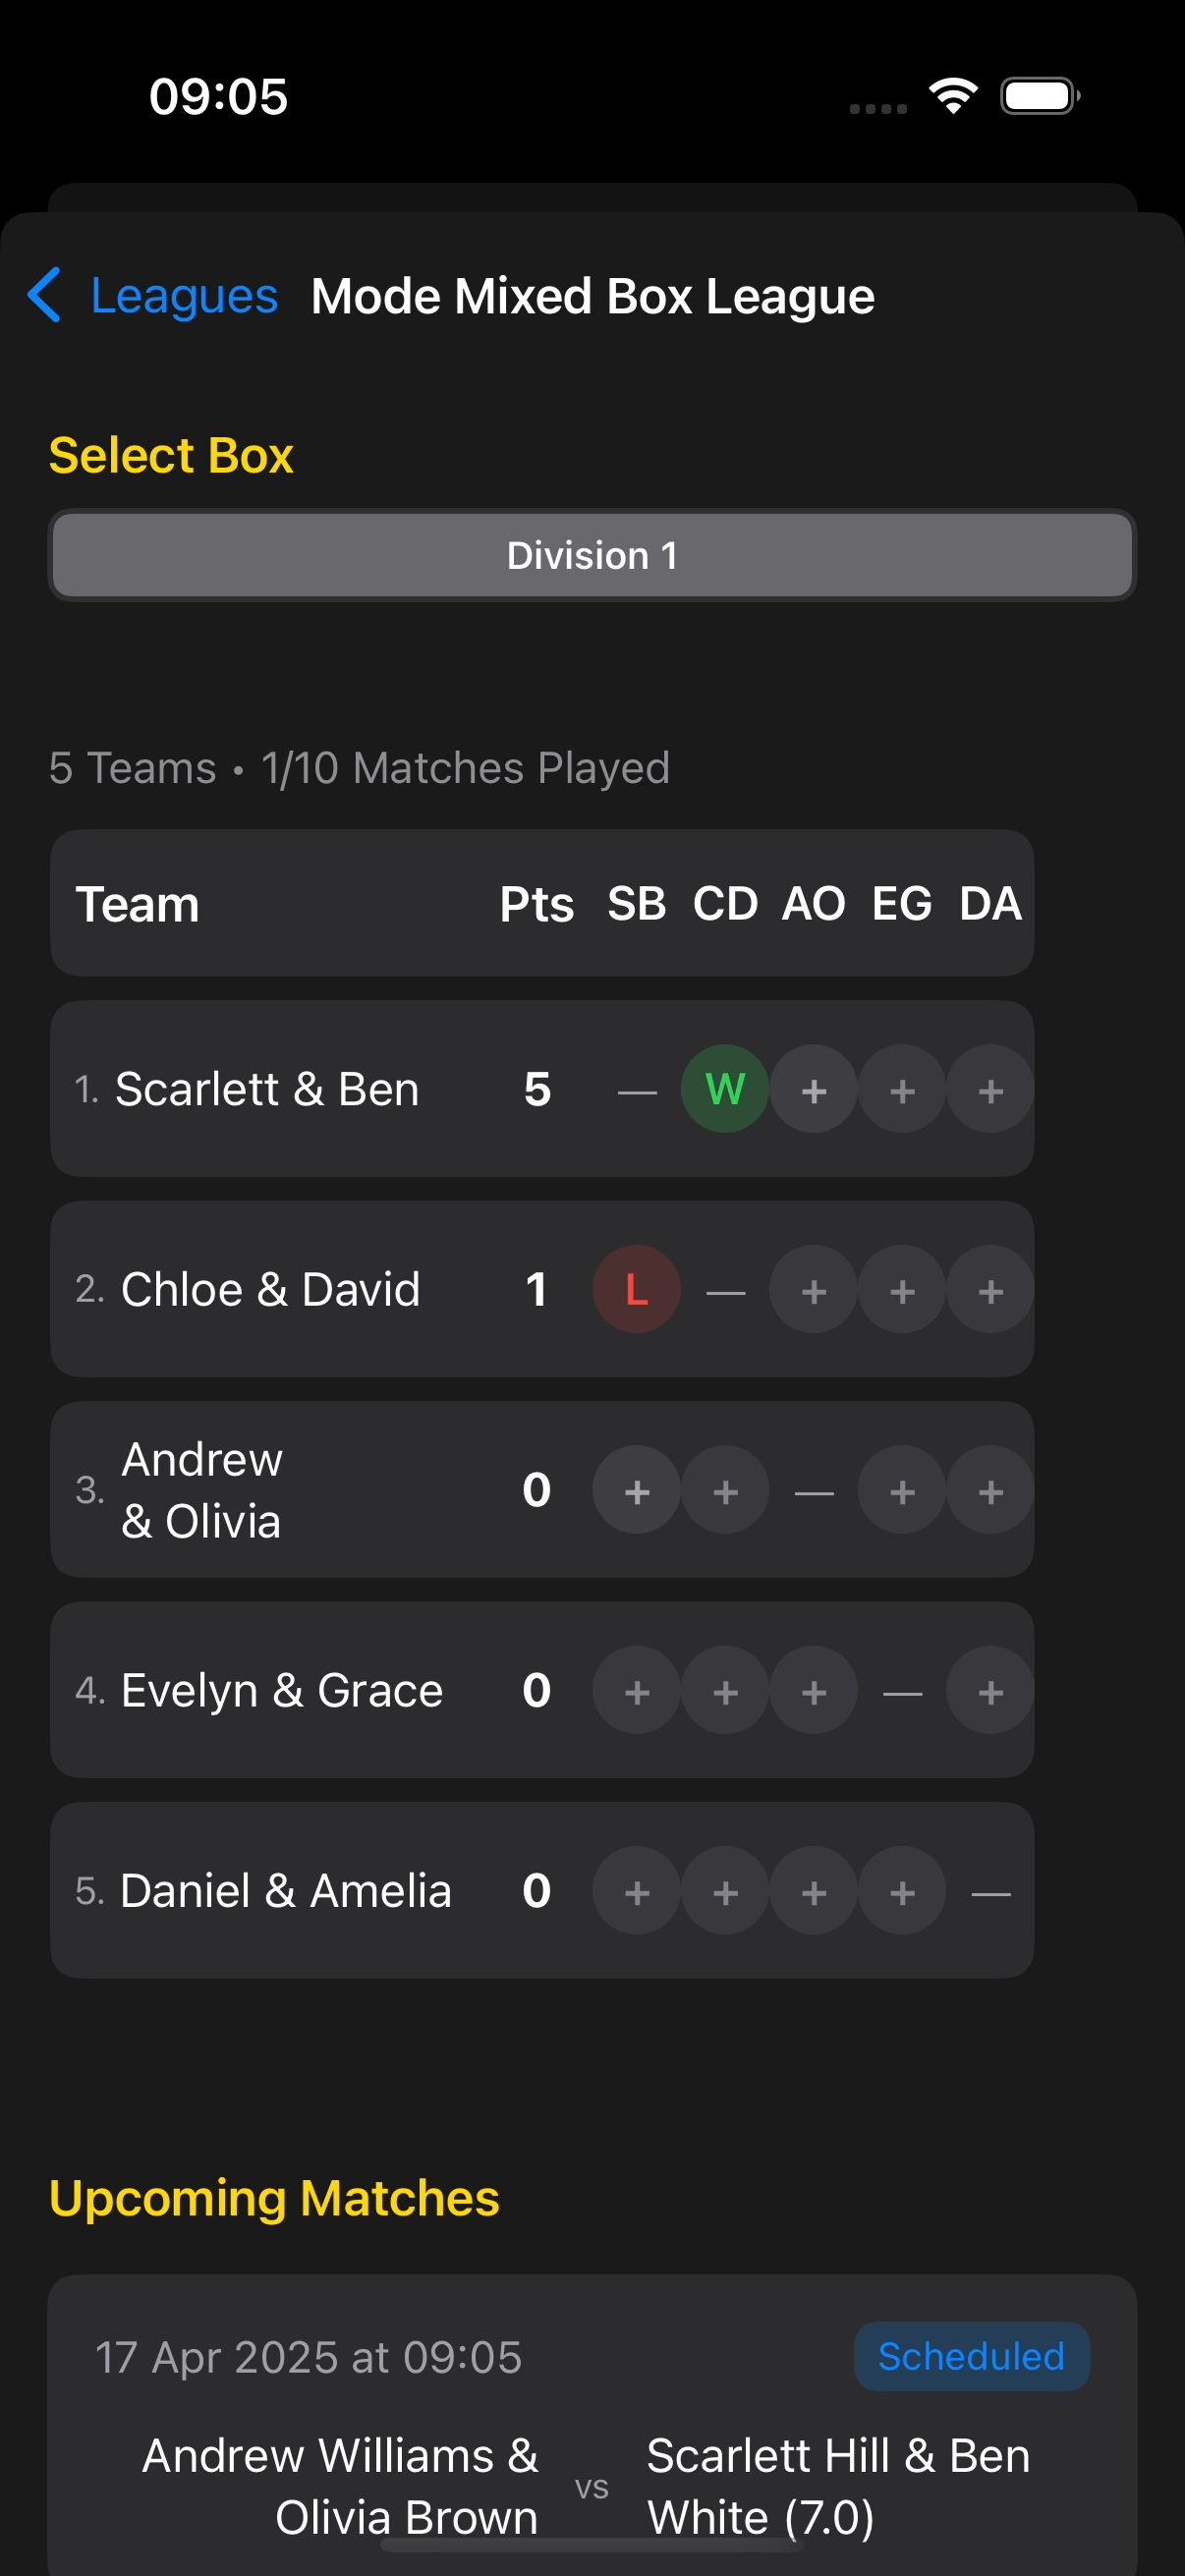 09:05
Leagues Mode Mixed Box League
Select Box
Division 1
5 Teams • 1/10 Matches Played
Team Pts SB CD AO EG DA
1. Scarlett & Ben 5 — W + + +
2. Chloe & David 1 L — + + +
3. Andrew
& Olivia 0 + + — + +
4. Evelyn & Grace 0 + + + — +
5. Daniel & Amelia 0 + + + + —
Upcoming Matches
17 Apr 2025 at 09:05 Scheduled
Andrew Williams &
Olivia Brown
vs
Scarlett Hill & Ben
White (7.0)